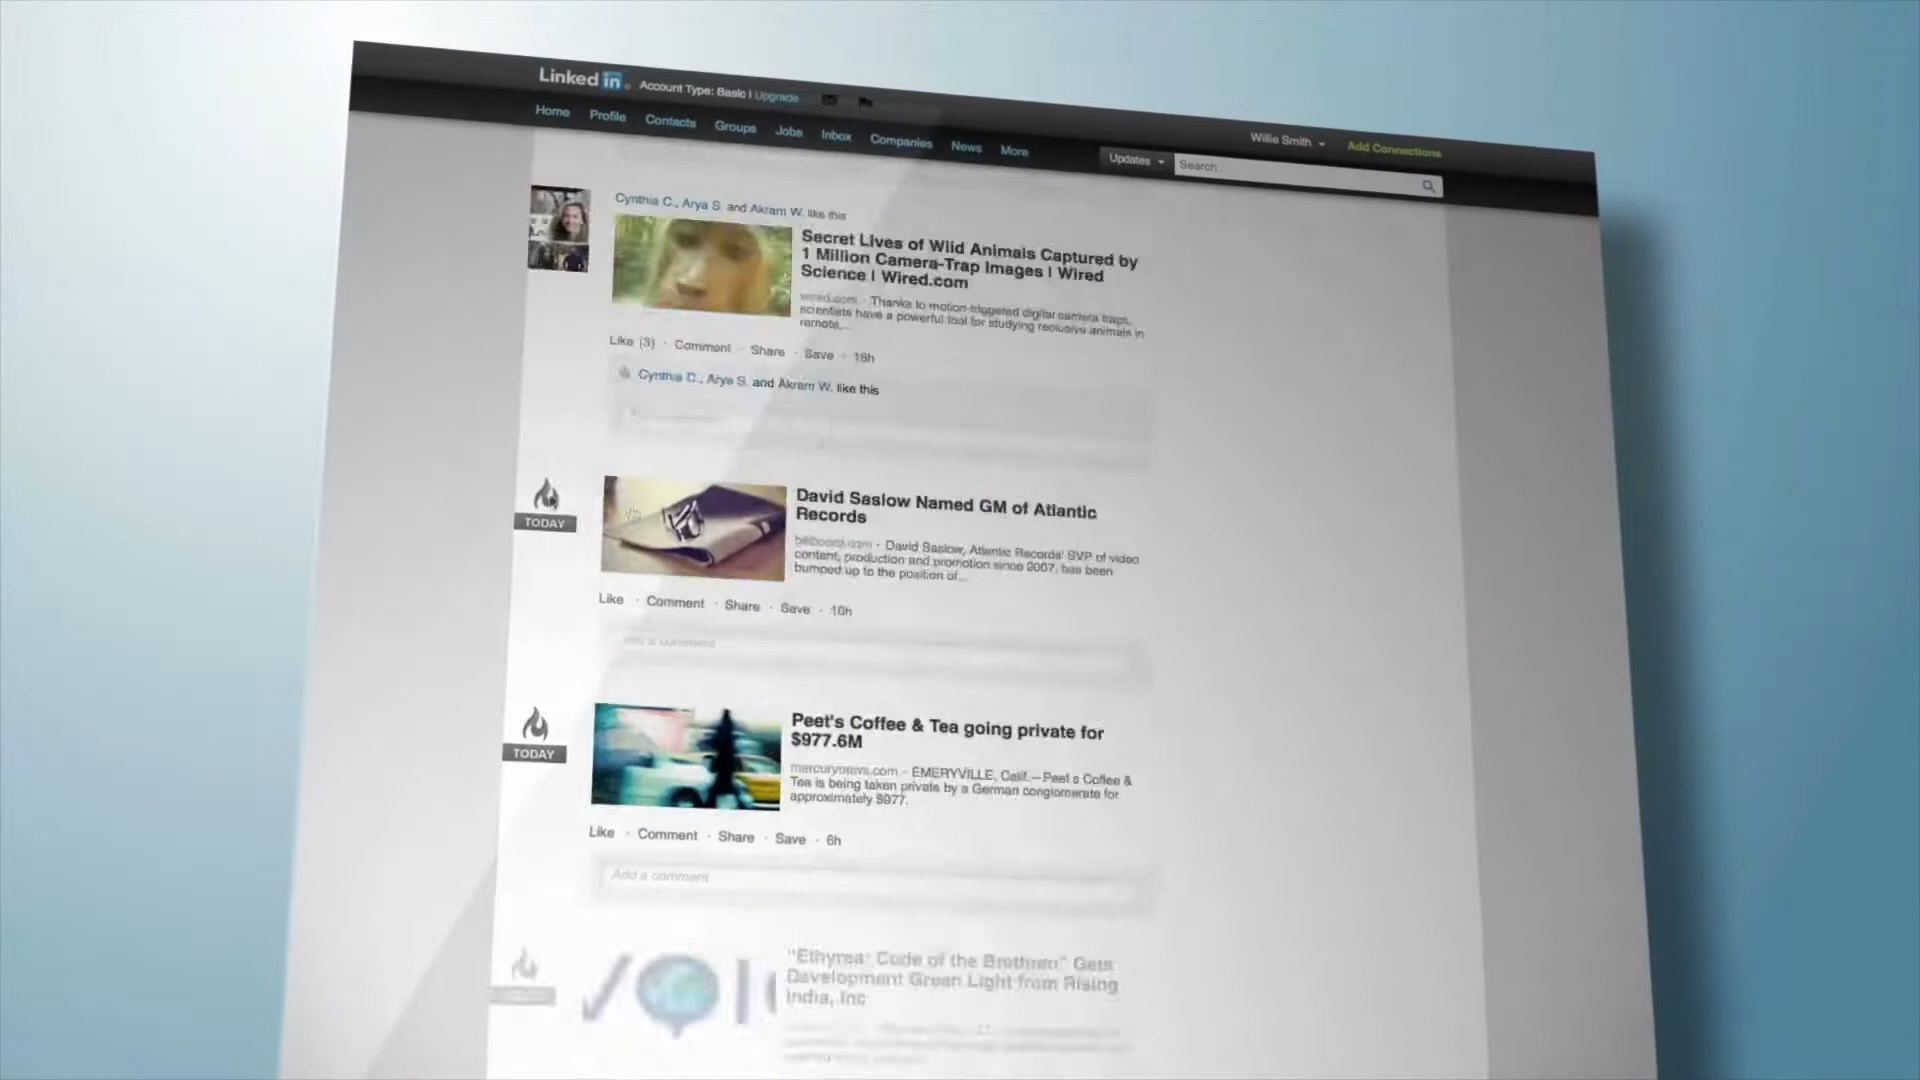 Linked in
Account Type: Basic | Upgrade
Home Profile Contacts Groups Jobs Inbox Companies News More
Willie Smith
Add Connections
Updates
Search...
Cynthia C., Arya S. and Akram W. like this
Secret Lives of Wild Animals Captured by
1 Million Camera-Trap Images | Wired
Science | Wired.com
wired.com - Thanks to motion-triggered digital camera traps,
scientists have a powerful tool for studying reclusive animals in
remote,...
Like (3) · Comment · Share · Save · 18h
Cynthia C., Arya S. and Akram W. like this
TODAY
David Saslow Named GM of Atlantic
Records
billboard.com - David Saslow, Atlantic Records' SVP of video
content, production and promotion since 2007, has been
bumped up to the position of...
Like · Comment · Share · Save · 16h
Add a comment
TODAY
Peet's Coffee & Tea going private for
$977.6M
mercurynews.com - EMERYVILLE, Calif.—Peet's Coffee &
Tea is being taken private by a German conglomerate for
approximately $977.
Like · Comment · Share · Save · 6h
Add a comment
"Ethyrea: Code of the Brethren" Gets
Development Green Light from Rising
India, Inc